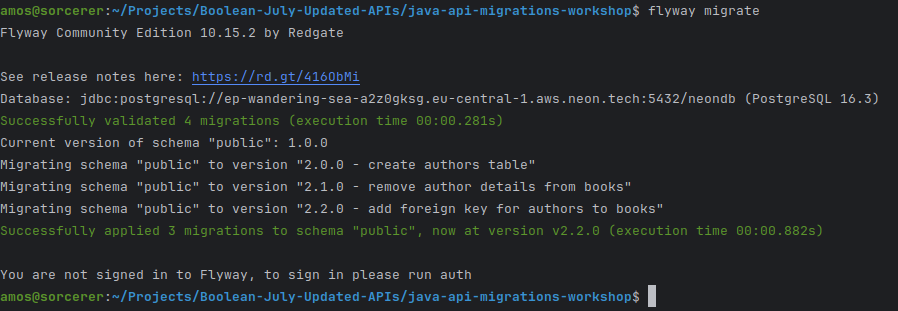 amos@sorcerer:~/Projects/Boolean-July-Updated-APIs/java-api-migrations-workshop$ flyway migrate
Flyway Community Edition 10.15.2 by Redgate
See release notes here: https://rd.gt/416ObMi
Database: jdbc:postgresql://ep-wandering-sea-a2z0gksg.eu-central-1.aws.neon.tech:5432/neondb (PostgreSQL 16.3)
Successfully validated 4 migrations (execution time 00:00.281s)
Current version of schema "public": 1.0.0
Migrating schema "public" to version "2.0.0 - create authors table"
Migrating schema "public" to version "2.1.0 - remove author details from books"
Migrating schema "public" to version "2.2.0 - add foreign key for authors to books"
Successfully applied 3 migrations to schema "public", now at version v2.2.0 (execution time 00:00.882s)
You are not signed in to Flyway, to sign in please run auth
amos@sorcerer:~/Projects/Boolean-July-Updated-APIs/java-api-migrations-workshop$